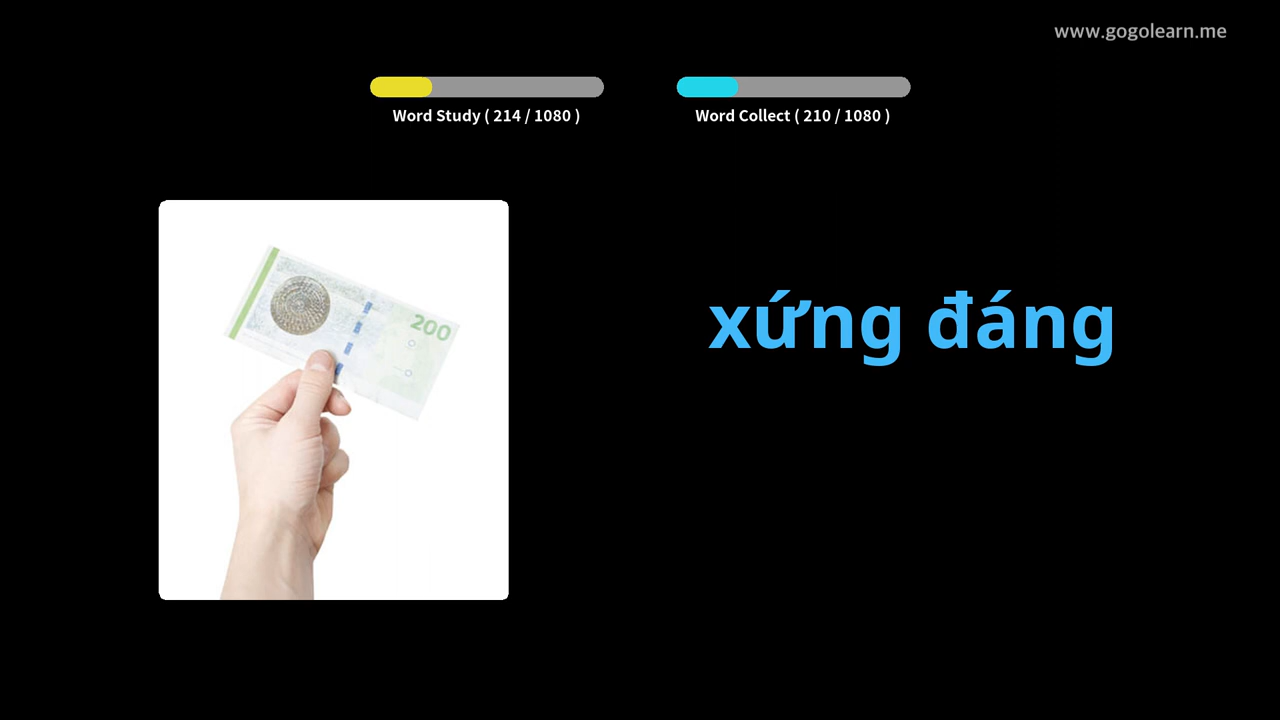 www.gogolearn.me
Word Study ( 214 / 1080 )
Word Collect ( 210 / 1080 )
200
xứng đáng